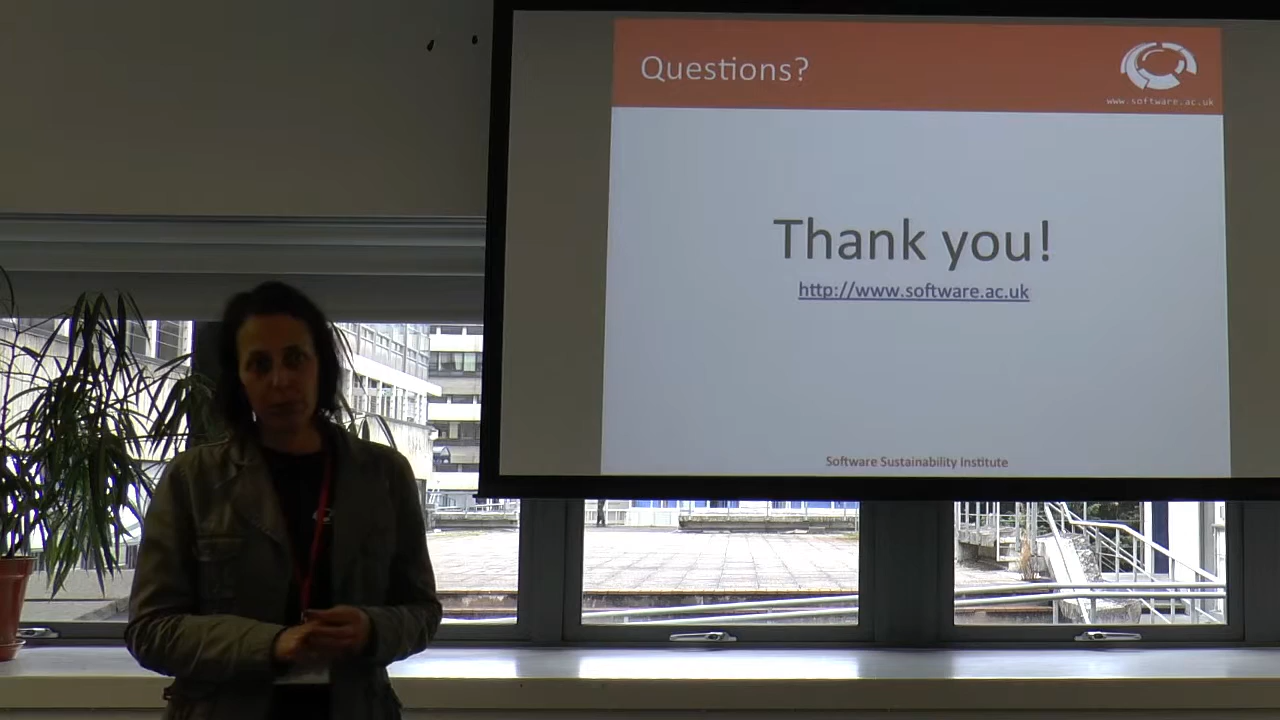 Questions?
www.software.ac.uk
Thank you!
http://www.software.ac.uk
Software Sustainability Institute